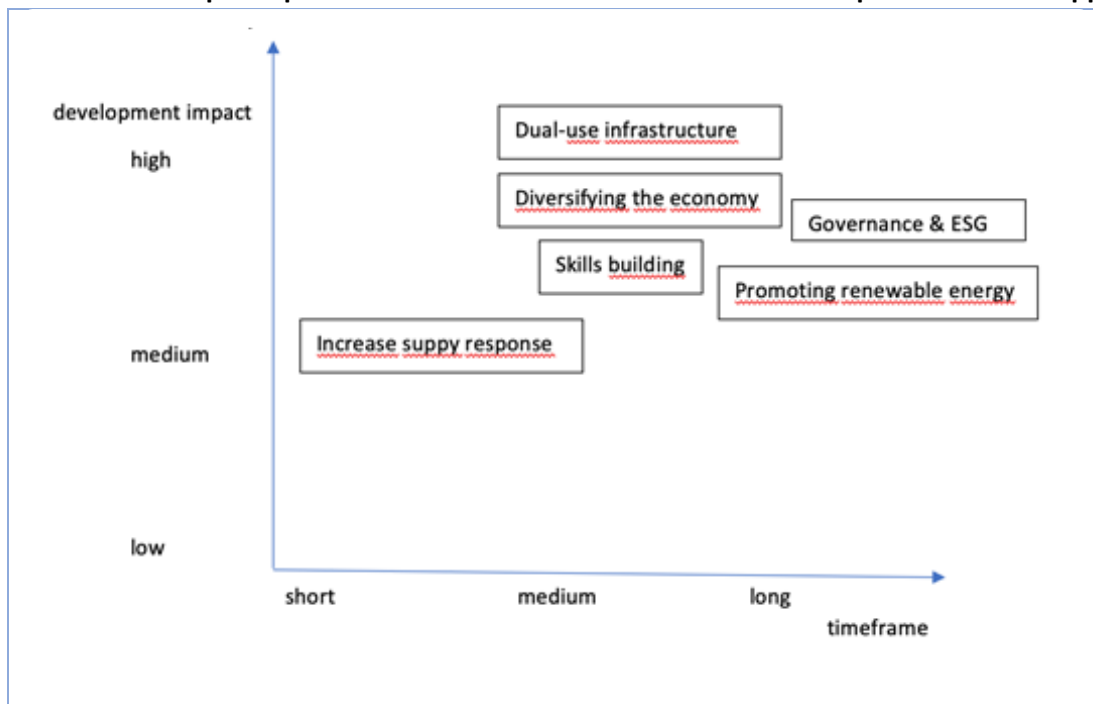 development impact
high
Dual-use infrastructure
Diversifying the economy
Governance & ESG
Skills building
Promoting renewable energy
Increase suppy response
medium
low
short medium long
timeframe